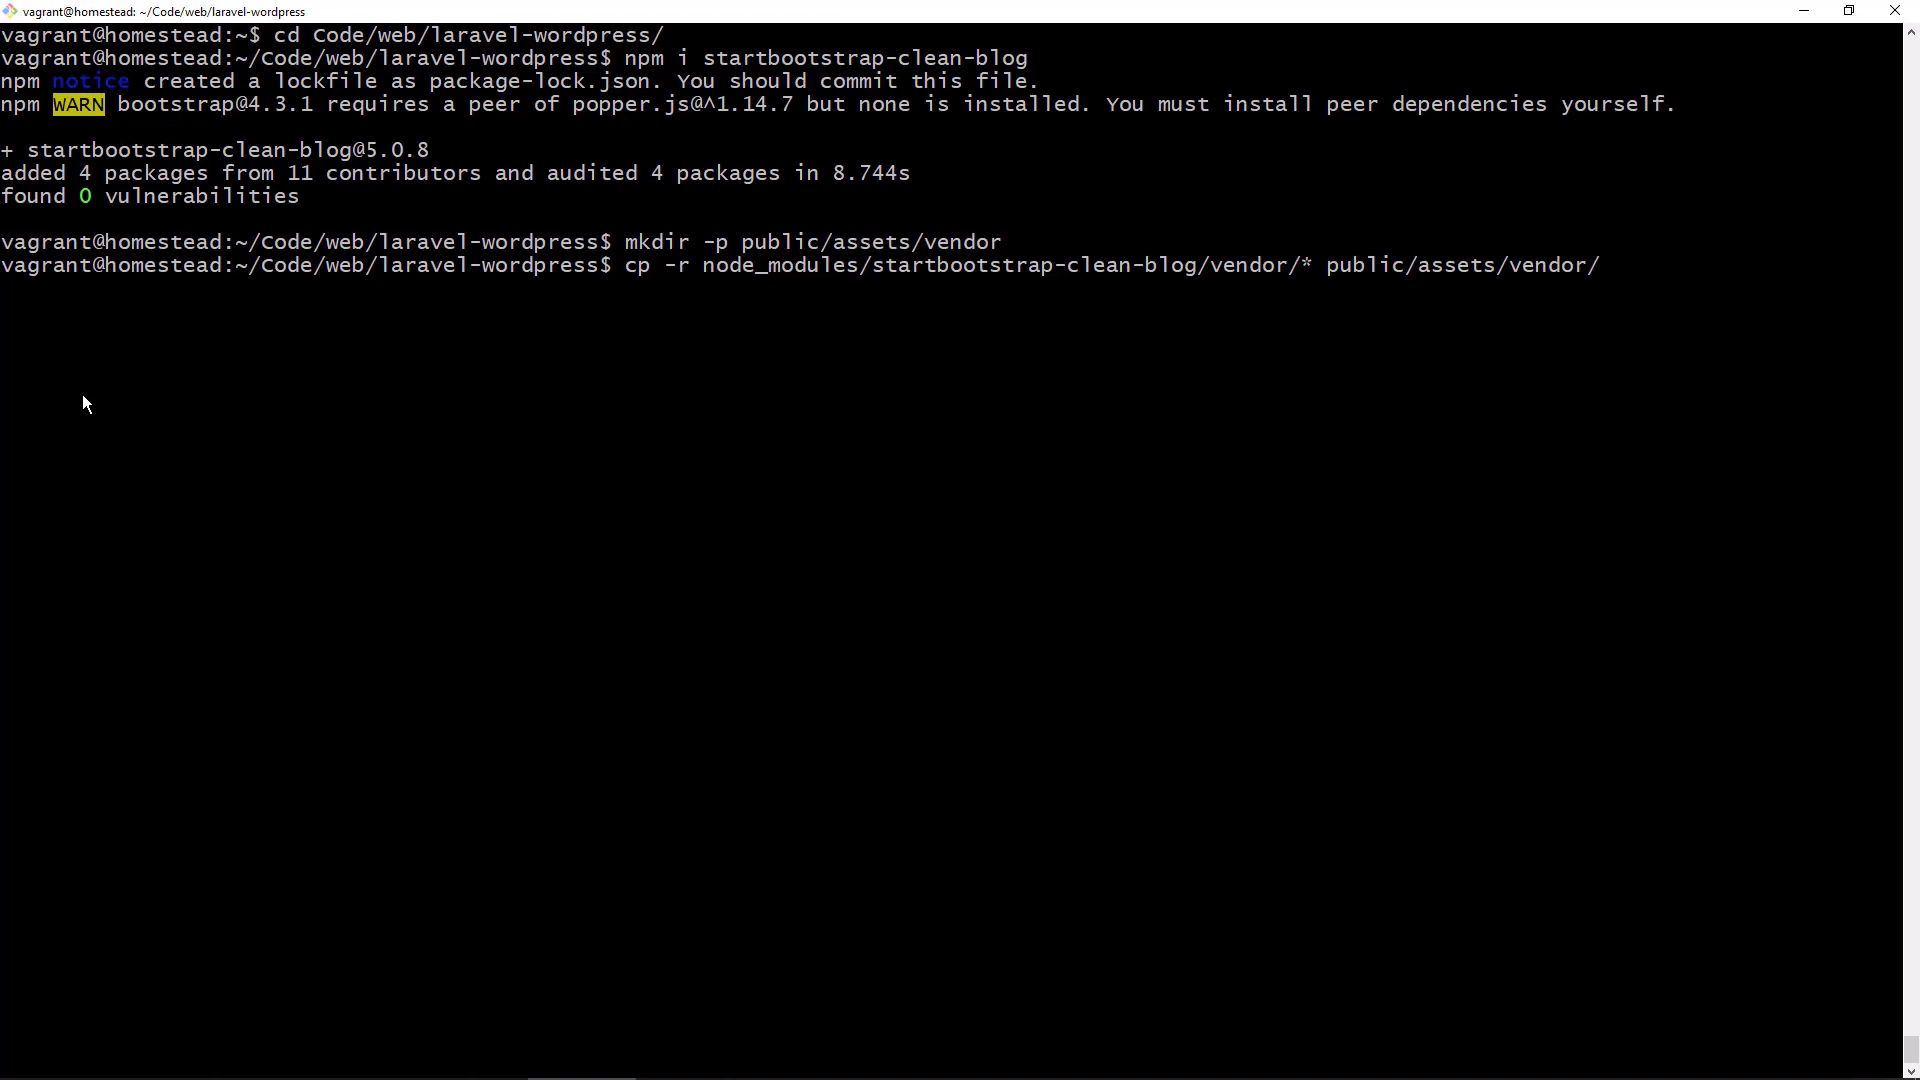 vagrant@homestead: ~/Code/web/laravel-wordpress
vagrant@homestead:~$ cd Code/web/laravel-wordpress/
vagrant@homestead:~/Code/web/laravel-wordpress$ npm i startbootstrap-clean-blog
npm notice created a lockfile as package-lock.json. You should commit this file.
npm WARN bootstrap@4.3.1 requires a peer of popper.js@^1.14.7 but none is installed. You must install peer dependencies yourself.
+ startbootstrap-clean-blog@5.0.8
added 4 packages from 11 contributors and audited 4 packages in 8.744s
found 0 vulnerabilities
vagrant@homestead:~/Code/web/laravel-wordpress$ mkdir -p public/assets/vendor
vagrant@homestead:~/Code/web/laravel-wordpress$ cp -r node_modules/startbootstrap-clean-blog/vendor/* public/assets/vendor/